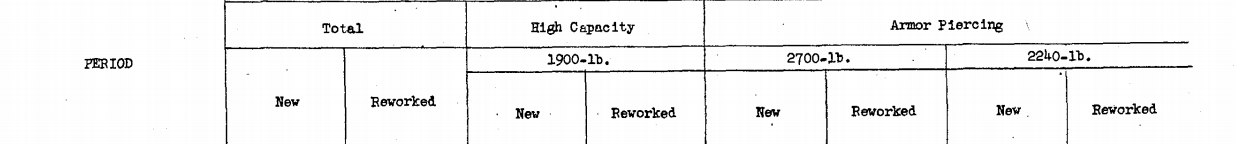 Total High Capacity Armor Piercing
PERIOD 1900-lb. 2700-lb. 2240-lb.
New Reworked New Reworked New Reworked New Reworked